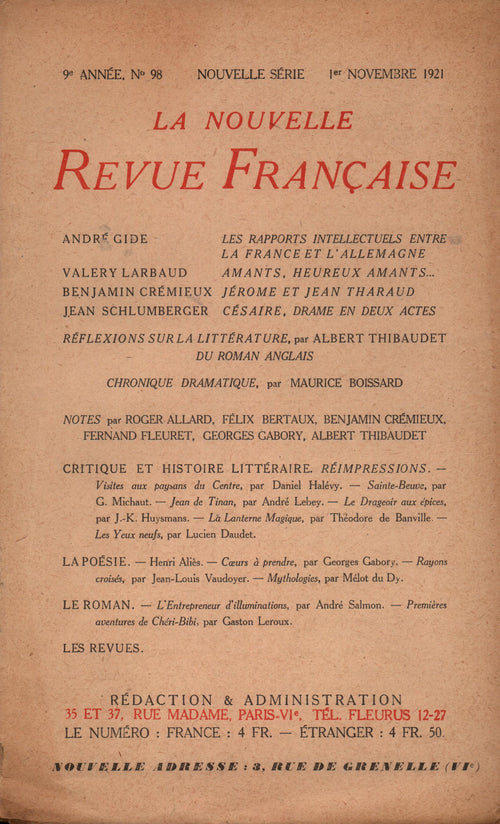 9e ANNÉE, No 98 NOUVELLE SÉRIE 1er NOVEMBRE 1921
LA NOUVELLE
REVUE FRANÇAISE
ANDRÉ GIDE LES RAPPORTS INTELLECTUELS ENTRE
LA FRANCE ET L'ALLEMAGNE
VALERY LARBAUD AMANTS, HEUREUX AMANTS...
BENJAMIN CRÉMIEUX JÉROME ET JEAN THARAUD
JEAN SCHLUMBERGER CÉSAIRE, DRAME EN DEUX ACTES
RÉFLEXIONS SUR LA LITTÉRATURE, par ALBERT THIBAUDET
DU ROMAN ANGLAIS
CHRONIQUE DRAMATIQUE, par MAURICE BOISSARD
NOTES par ROGER ALLARD, FÉLIX BERTAUX, BENJAMIN CRÉMIEUX,
FERNAND FLEURET, GEORGES GABORY, ALBERT THIBAUDET
CRITIQUE ET HISTOIRE LITTÉRAIRE. RÉIMPRESSIONS. —
Visites aux paysans du Centre, par Daniel Halévy. — Sainte-Beuve, par
G. Michaut. — Jean de Tinan, par André Lebey. — Le Drageoir aux épices,
par J.-K. Huysmans. — La Lanterne Magique, par Théodore de Banville. —
Les Yeux neufs, par Lucien Daudet.
LA POÉSIE. — Henri Aliès. — Cœurs à prendre, par Georges Gabory. — Rayons
croisés, par Jean-Louis Vaudoyer. — Mythologies, par Mélot du Dy.
LE ROMAN. — L'Entrepreneur d'illuminations, par André Salmon. — Premières
aventures de Chéri-Bibi, par Gaston Leroux.
LES REVUES.
RÉDACTION & ADMINISTRATION
35 ET 37, RUE MADAME, PARIS-VIe, TÉL. FLEURUS 12-27
LE NUMÉRO : FRANCE : 4 FR. — ÉTRANGER : 4 FR. 50.
NOUVELLE ADRESSE : 3, RUE DE GRENELLE (VIe)